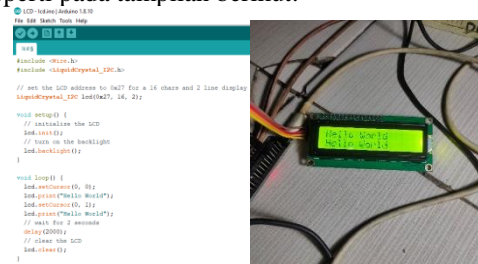 seperti pada tampilan berikut:
LCD - lcd.ino | Arduino 1.8.10
File Edit Sketch Tools Help
#include <Wire.h>
#include <LiquidCrystal_I2C.h>
// set the LCD address to 0x27 for a 16 chars and 2 line display
LiquidCrystal_I2C lcd(0x27, 16, 2);
void setup() {
// initialize the LCD
lcd.init();
// turn on the backlight
lcd.backlight();
}
void loop() {
lcd.setCursor(0, 0);
lcd.print("Hello World");
lcd.setCursor(0, 1);
lcd.print("Hello World");
// wait for 2 seconds
delay(2000);
// clear the LCD
lcd.clear();
}
Hello World
Hello World